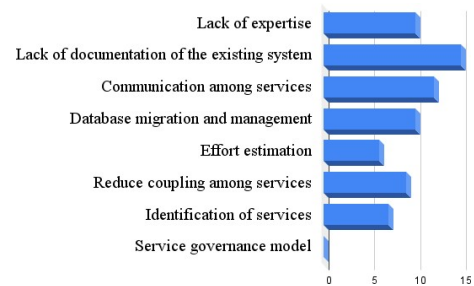 Lack of expertise
Lack of documentation of the existing system
Communication among services
Database migration and management
Effort estimation
Reduce coupling among services
Identification of services
Service governance model
0 5 10 15